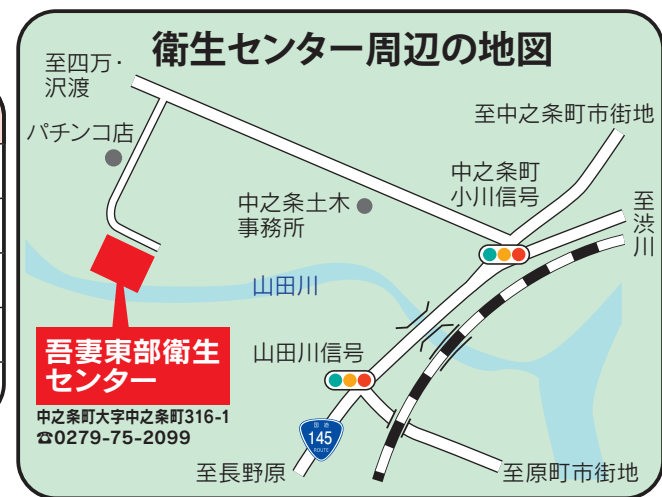 衛生センター周辺の地図
至四万・
沢渡
パチンコ店
至中之条町市街地
中之条町
小川信号
至渋川
中之条土木
事務所
山田川
吾妻東部衛生
センター
中之条町大字中之条町316-1
☎0279-75-2099
山田川信号
国道
145
ROUTE
至長野原
至原町市街地